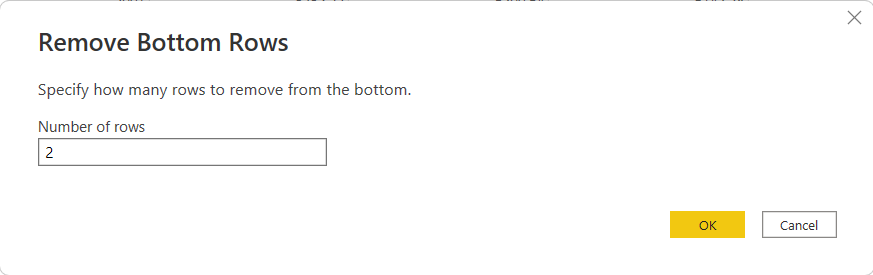 Remove Bottom Rows
Specify how many rows to remove from the bottom.
Number of rows
2
OK
Cancel